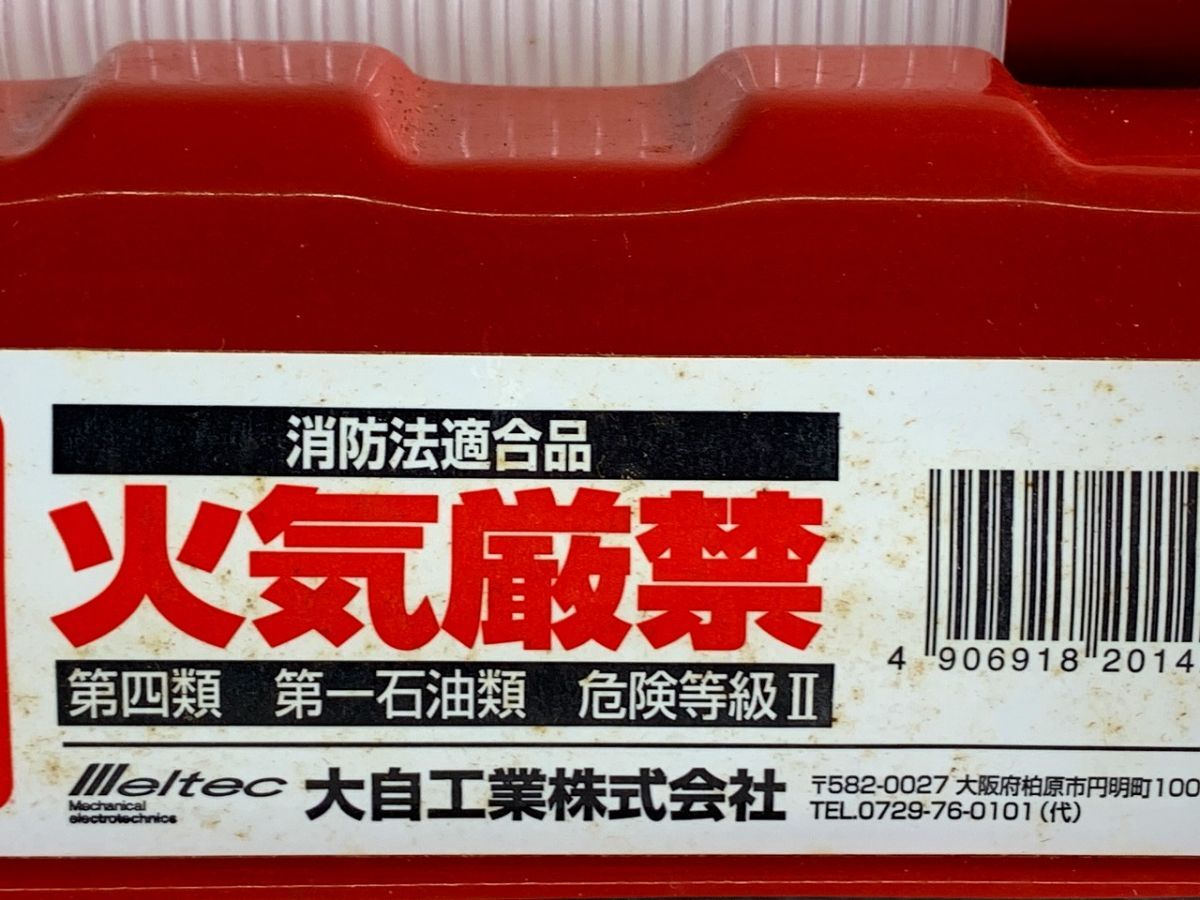 消防法適合品
火気厳禁
第四類 第一石油類 危険等級Ⅱ
4 906918 2014
Meltec
Mechanical
electrotechnics
大自工業株式会社
〒582-0027 大阪府柏原市円明町100
TEL.0729-76-0101(代)